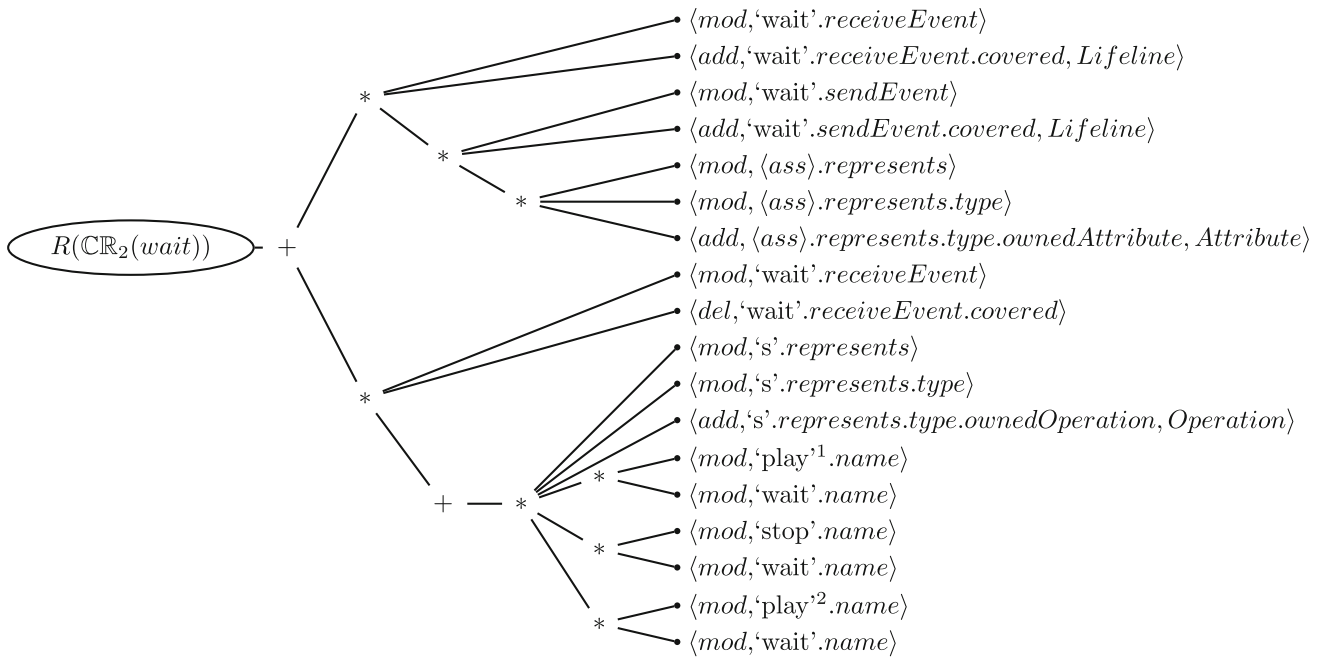 ⟨mod,‘wait’.receiveEvent⟩
⟨add,‘wait’.receiveEvent.covered, Lifeline⟩
*
⟨mod,‘wait’.sendEvent⟩
⟨add,‘wait’.sendEvent.covered, Lifeline⟩
*
⟨mod, ⟨ass⟩.represents⟩
*
⟨mod, ⟨ass⟩.represents.type⟩
⟨add, ⟨ass⟩.represents.type.ownedAttribute, Attribute⟩
R(ℂℝ₂(wait))
+
⟨mod,‘wait’.receiveEvent⟩
⟨del,‘wait’.receiveEvent.covered⟩
⟨mod,‘s’.represents⟩
⟨mod,‘s’.represents.type⟩
*
⟨add,‘s’.represents.type.ownedOperation, Operation⟩
⟨mod,‘play’¹.name⟩
*
⟨mod,‘wait’.name⟩
+
*
⟨mod,‘stop’.name⟩
*
⟨mod,‘wait’.name⟩
⟨mod,‘play’².name⟩
*
⟨mod,‘wait’.name⟩